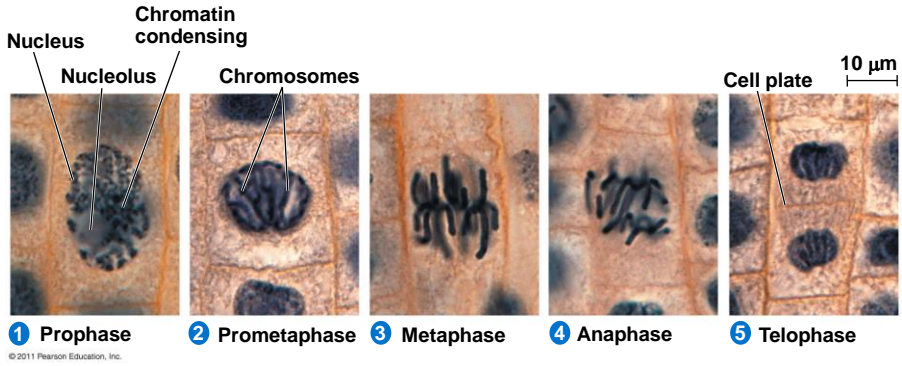 Chromatin
condensing
Nucleus
Nucleolus
Chromosomes
Cell plate
10 µm
1 Prophase
2 Prometaphase
3 Metaphase
4 Anaphase
5 Telophase
© 2011 Pearson Education, Inc.